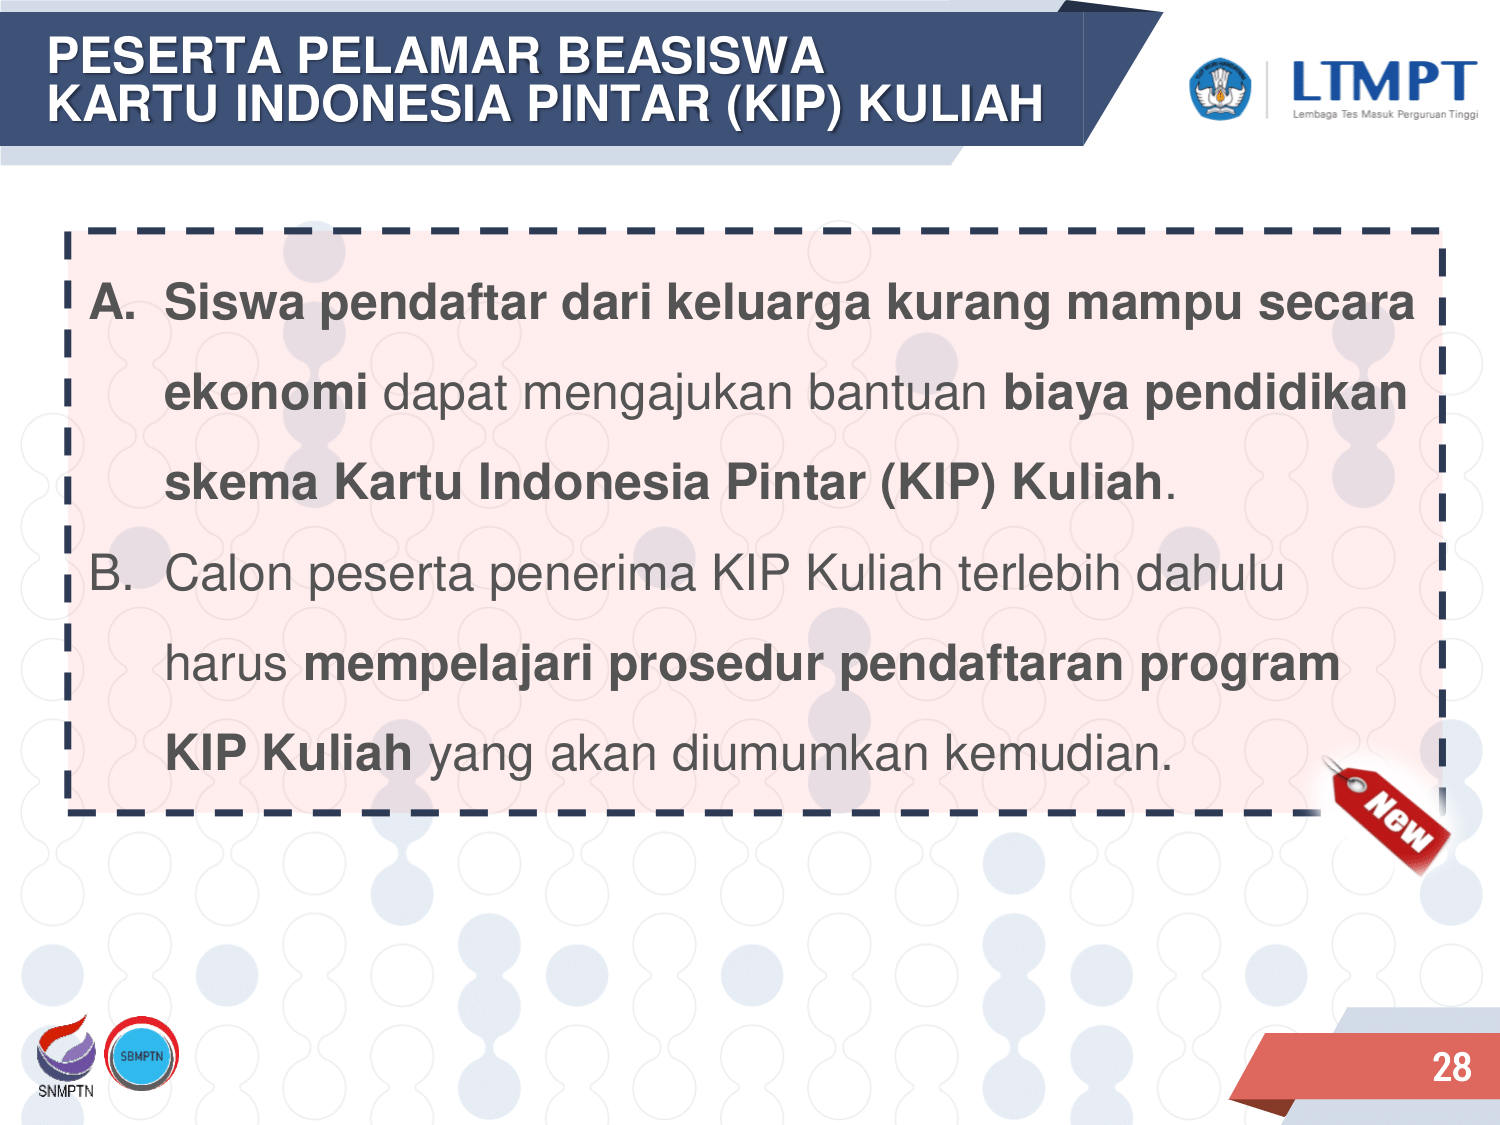 PESERTA PELAMAR BEASISWA
KARTU INDONESIA PINTAR (KIP) KULIAH
LTMPT
Lembaga Tes Masuk Perguruan Tinggi
A. Siswa pendaftar dari keluarga kurang mampu secara
ekonomi dapat mengajukan bantuan biaya pendidikan
skema Kartu Indonesia Pintar (KIP) Kuliah.
B. Calon peserta penerima KIP Kuliah terlebih dahulu
harus mempelajari prosedur pendaftaran program
KIP Kuliah yang akan diumumkan kemudian.
New
SNMPTN
SBMPTN
28